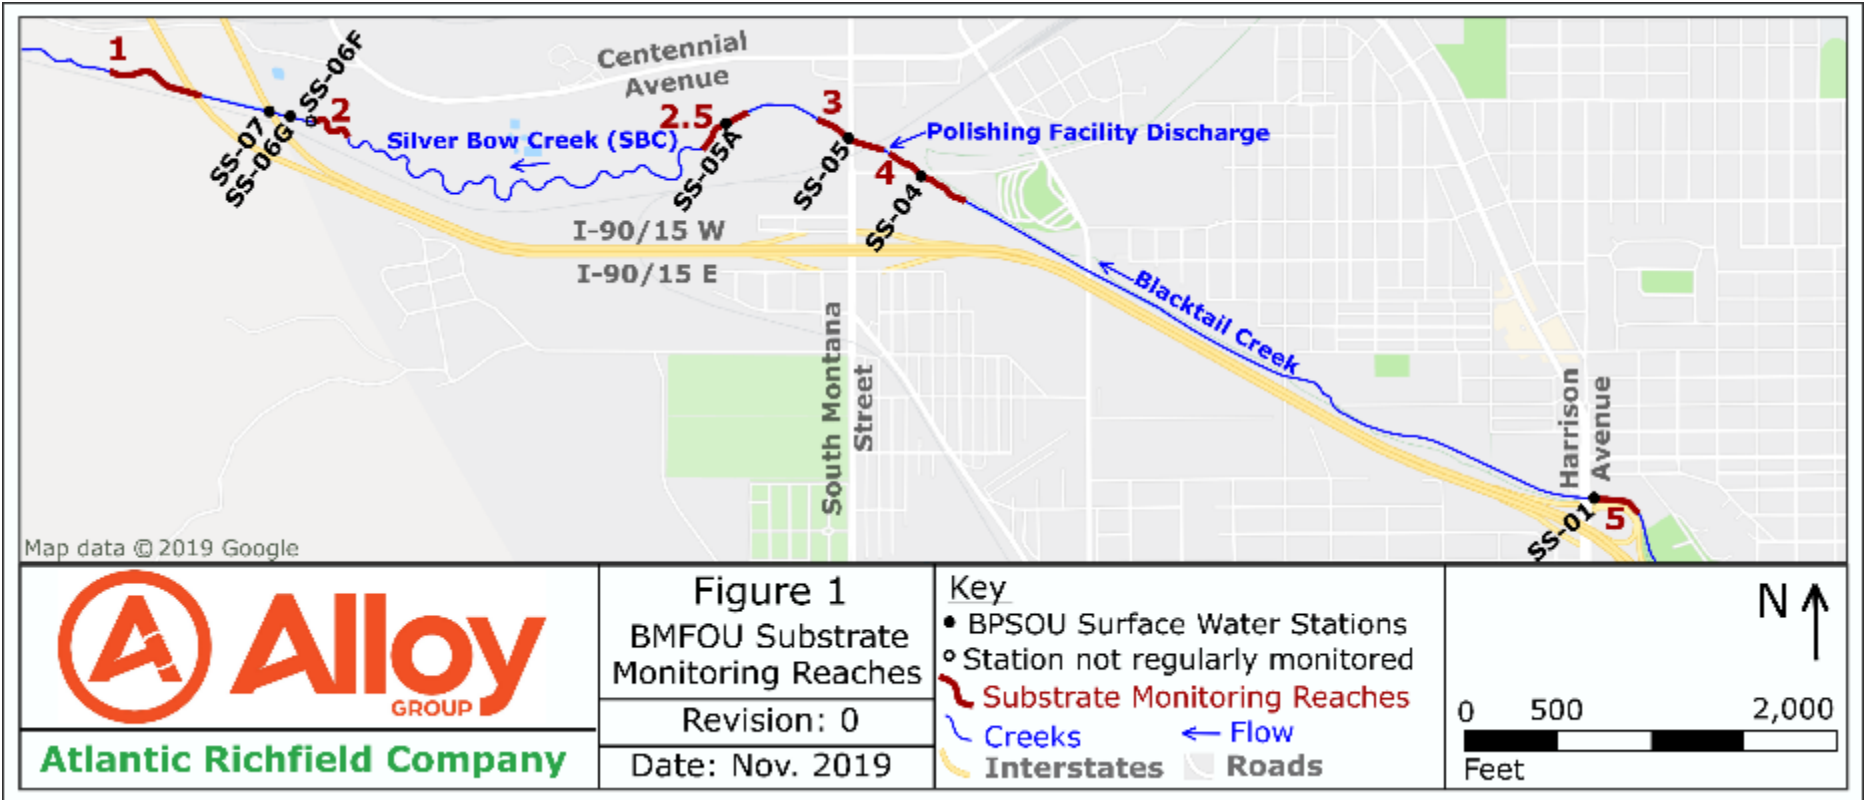 1
SS-06F
Centennial
Avenue
2
SS-07
SS-06G
Silver Bow Creek (SBC)
2.5
SS-05A
3
SS-05
Polishing Facility Discharge
4
SS-04
I-90/15 W
I-90/15 E
Blacktail Creek
South Montana
Street
Harrison
Avenue
SS-01
5
Map data © 2019 Google
A Alloy
GROUP
Atlantic Richfield Company
Figure 1
BMFOU Substrate
Monitoring Reaches
Revision: 0
Date: Nov. 2019
Key
BPSOU Surface Water Stations
Station not regularly monitored
Substrate Monitoring Reaches
Creeks
Flow
Interstates
Roads
N
0 500 2,000
Feet